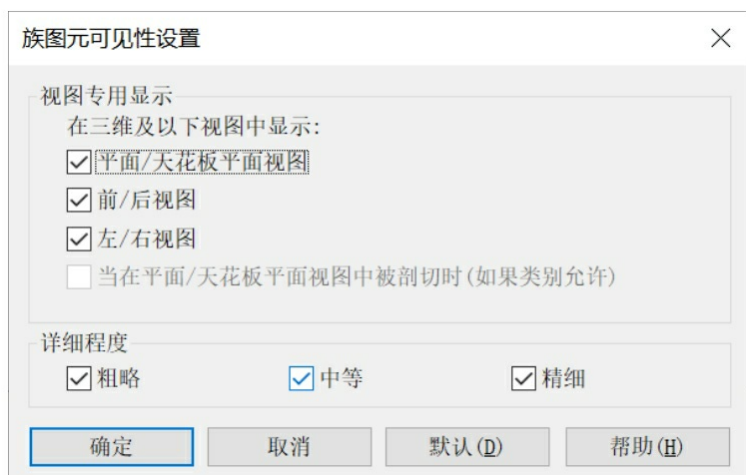 族图元可见性设置
视图专用显示
在三维及以下视图中显示:
平面/天花板平面视图
前/后视图
左/右视图
当在平面/天花板平面视图中被剖切时(如果类别允许)
详细程度
粗略 中等 精细
确定 取消 默认(D) 帮助(H)